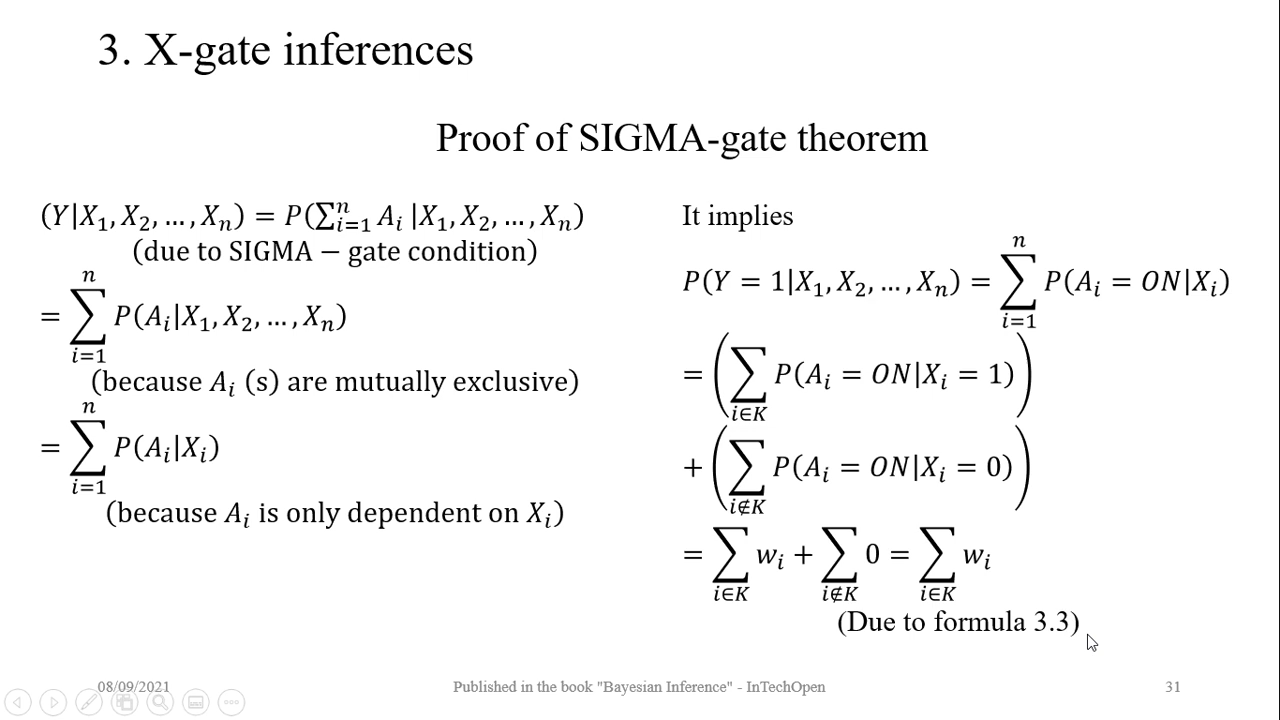 3. X-gate inferences
Proof of SIGMA-gate theorem
(𝑌|𝑋₁, 𝑋₂, …, 𝑋ₙ) = 𝑃(∑ⁿᵢ₌₁ 𝐴ᵢ |𝑋₁, 𝑋₂, …, 𝑋ₙ)
(due to SIGMA − gate condition)
= ∑ⁿᵢ₌₁ 𝑃(𝐴ᵢ|𝑋₁, 𝑋₂, …, 𝑋ₙ)
(because 𝐴ᵢ (s) are mutually exclusive)
= ∑ⁿᵢ₌₁ 𝑃(𝐴ᵢ|𝑋ᵢ)
(because 𝐴ᵢ is only dependent on 𝑋ᵢ)
It implies
𝑃(𝑌 = 1|𝑋₁, 𝑋₂, …, 𝑋ₙ) = ∑ⁿᵢ₌₁ 𝑃(𝐴ᵢ = 𝑂𝑁|𝑋ᵢ)
= (∑ᵢ∈𝐾 𝑃(𝐴ᵢ = 𝑂𝑁|𝑋ᵢ = 1))
+ (∑ᵢ∉𝐾 𝑃(𝐴ᵢ = 𝑂𝑁|𝑋ᵢ = 0))
= ∑ᵢ∈𝐾 𝑤ᵢ + ∑ᵢ∉𝐾 0 = ∑ᵢ∈𝐾 𝑤ᵢ
(Due to formula 3.3)
08/09/2021
Published in the book "Bayesian Inference" - InTechOpen
31